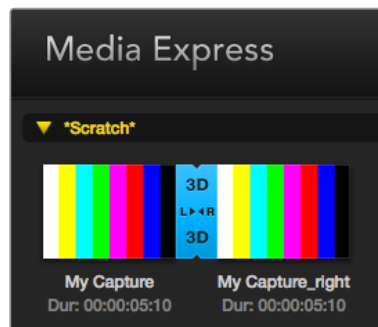 Media Express
*Scratch*
3D
L R
3D
My Capture
My Capture_right
Dur: 00:00:05:10
Dur: 00:00:05:10